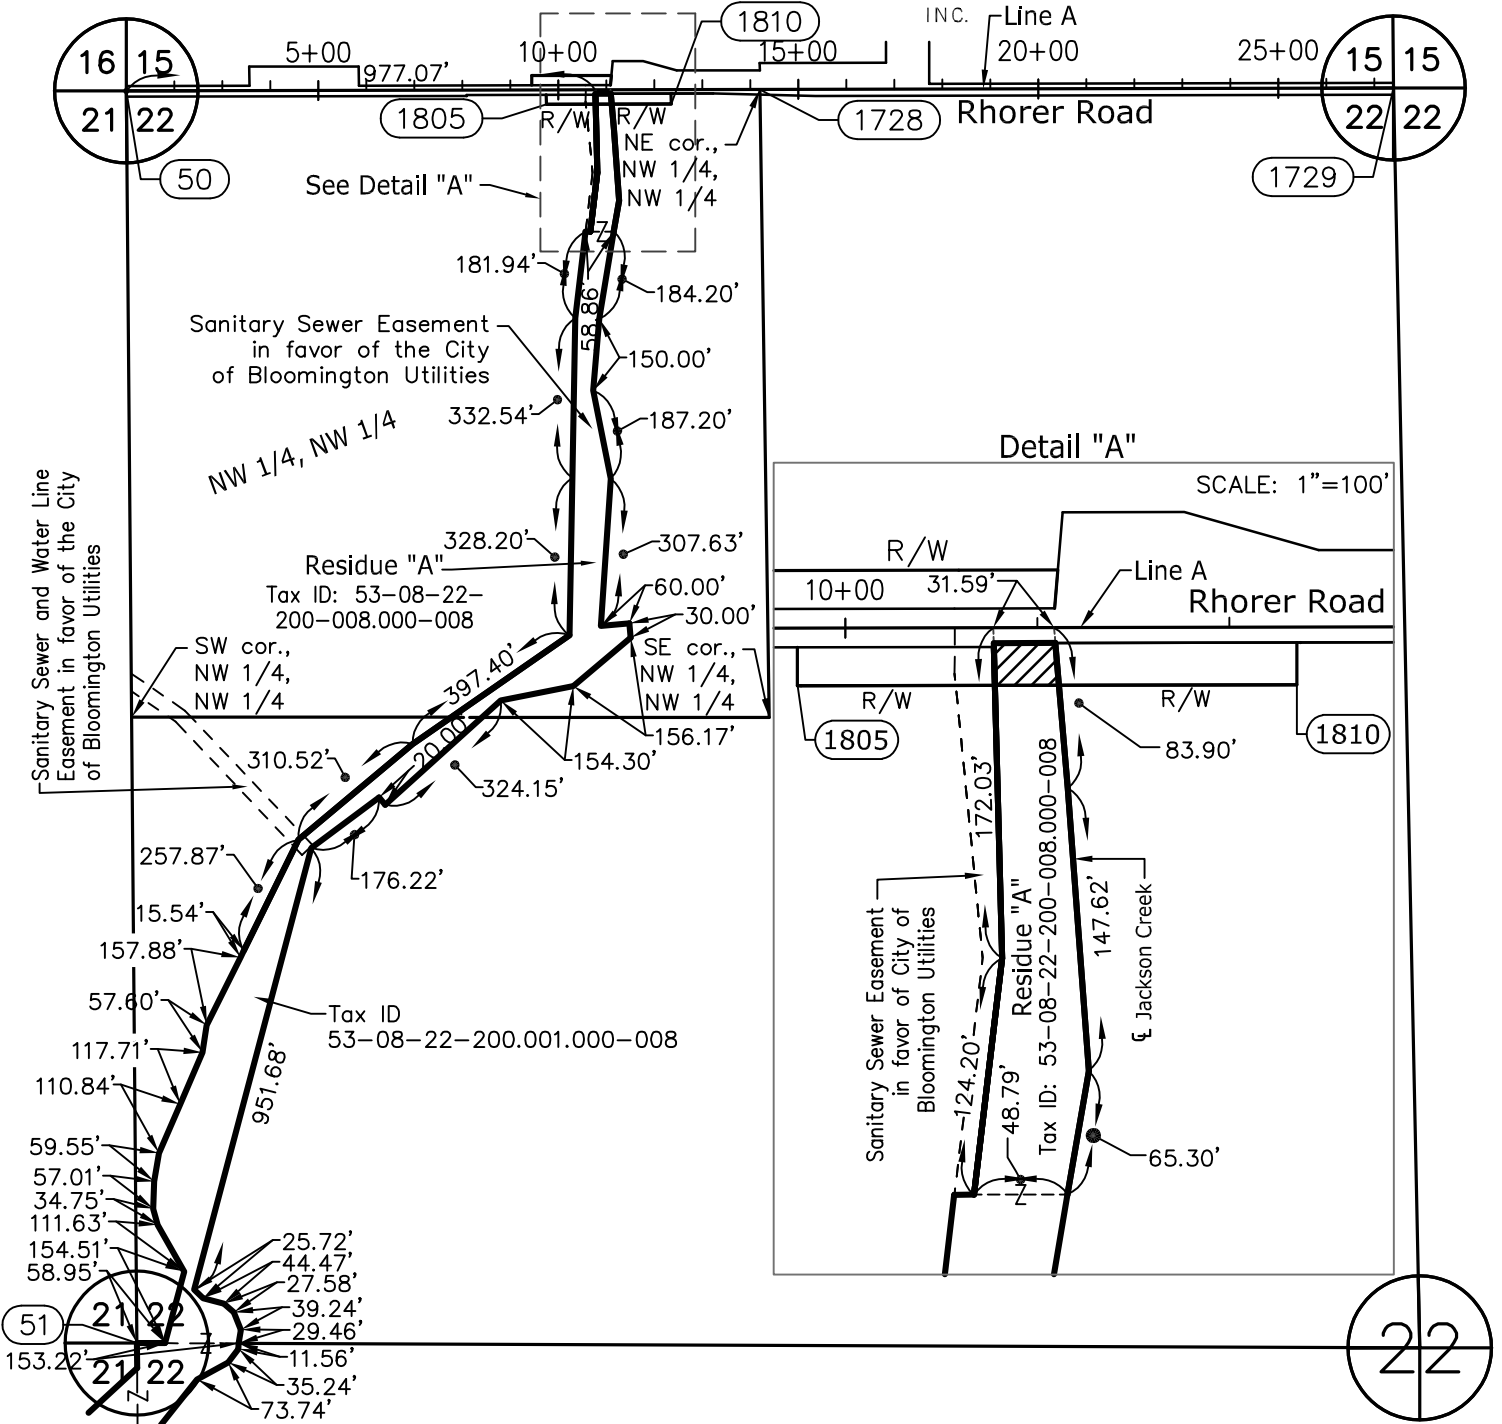 INC.
Line A
1810
16 15
5+00
10+00
15+00
20+00
25+00
15 15
977.07'
21 22
1805
R/W
R/W
1728
Rhorer Road
22 22
NE cor.,
NW 1/4,
NW 1/4
50
See Detail "A"
1729
Z
181.94'
184.20'
58.86'
Sanitary Sewer Easement
in favor of the City
of Bloomington Utilities
150.00'
332.54'
187.20'
NW 1/4, NW 1/4
Sanitary Sewer and Water Line
Easement in favor of the City
of Bloomington Utilities
328.20'
307.63'
Residue "A"
Tax ID: 53-08-22-
200-008.000-008
60.00'
30.00'
SW cor.,
NW 1/4,
NW 1/4
397.40'
SE cor.,
NW 1/4,
NW 1/4
20.00'
156.17'
154.30'
310.52'
324.15'
257.87'
176.22'
15.54'
157.88'
57.60'
Tax ID
53-08-22-200.001.000-008
117.71'
951.68'
110.84'
59.55'
57.01'
34.75'
111.63'
154.51'
58.95'
25.72'
44.47'
27.58'
39.24'
29.46'
11.56'
35.24'
73.74'
21 22
51
Z
153.22'
21 22
Z
22
Detail "A"
SCALE: 1"=100'
R/W
10+00
31.59'
Line A
Rhorer Road
R/W
R/W
1805
1810
83.90'
172.03'
Residue "A"
Tax ID: 53-08-22-200-008.000-008
147.62'
℄ Jackson Creek
Sanitary Sewer Easement
in favor of City of
Bloomington Utilities
124.20'
48.79'
65.30'
Z